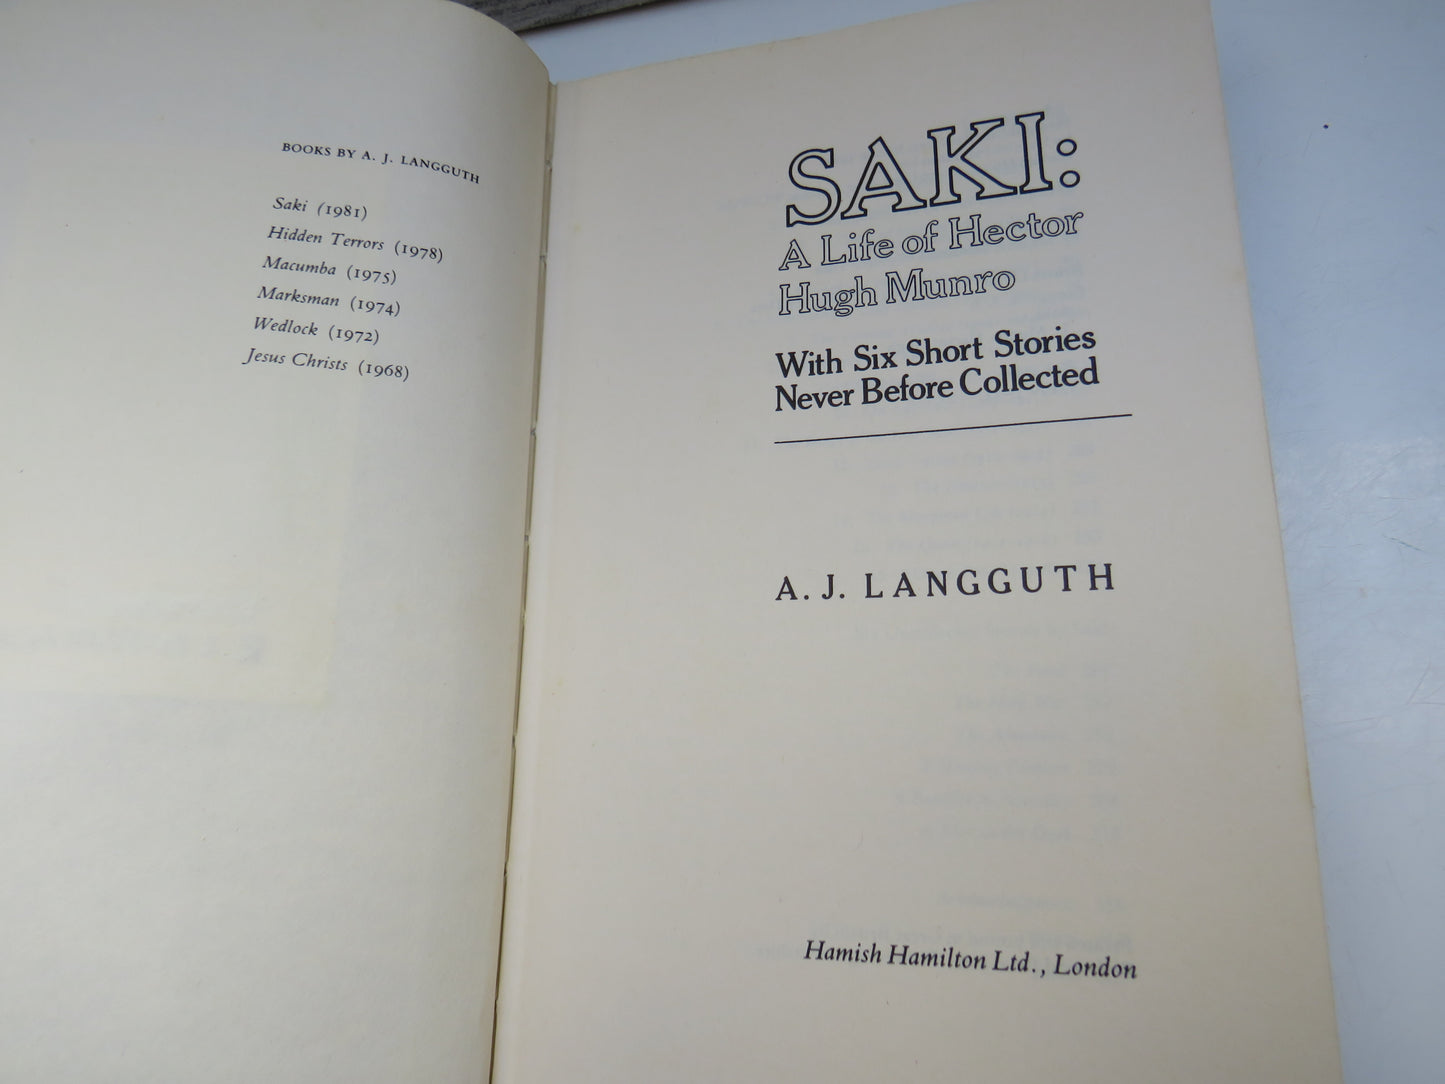 BOOKS BY A. J. LANGGUTH
Saki (1981)
Hidden Terrors (1978)
Macumba (1975)
Marksman (1974)
Wedlock (1972)
Jesus Christs (1968)
SAKI:
A Life of Hector
Hugh Munro
With Six Short Stories
Never Before Collected
A. J. LANGGUTH
Hamish Hamilton Ltd., London